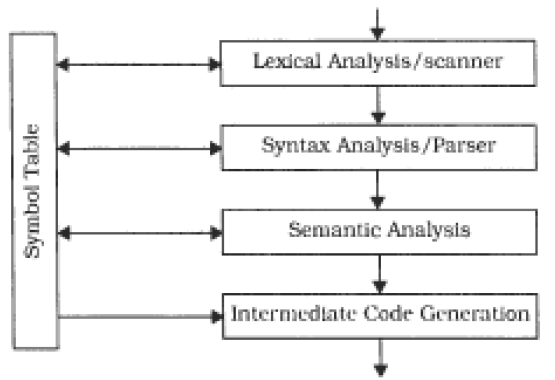 Lexical Analysis/scanner
Syntax Analysis/Parser
Symbol Table
Semantic Analysis
Intermediate Code Generation